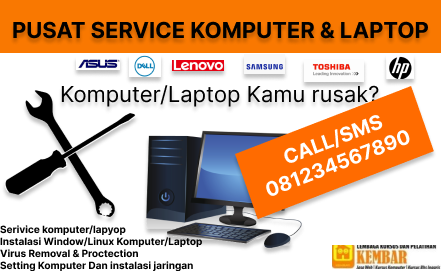 PUSAT SERVICE KOMPUTER & LAPTOP
ASUS DELL Lenovo SAMSUNG TOSHIBA hp
Leading Innovation >>>
Komputer/Laptop Kamu rusak?
CALL/SMS
081234567890
Serivice komputer/lapyop
Instalasi Window/Linux Komputer/Laptop
Virus Removal & Proctection
Setting Komputer Dan instalasi jaringan
LEMBAGA KURSUS DAN PELATIHAN
KEMBAR